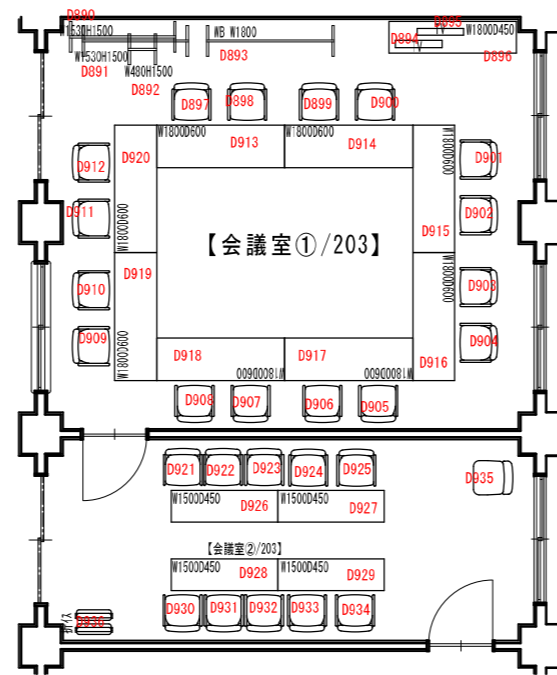 D890
W1530H1500
W1530H1500
D891
W480H1500
D892
WB W1800
D893
D895
TV
W1800D450
D894
D896
D897
D898
D899
D900
W1800D600
D913
W1800D600
D914
D920
W1800D600
D912
D911
D901
D902
W1800D600
D915
【会議室①/203】
D919
W1800D600
D910
D909
W1800D600
D903
D904
D916
D918
W1800D600
D917
W1800D600
D908
D907
D906
D905
D921
D922
D923
D924
D925
D935
W1500D450
D926
W1500D450
D927
【会議室②/203】
W1500D450
D928
W1500D450
D929
D930
D931
D932
D933
D934
D936